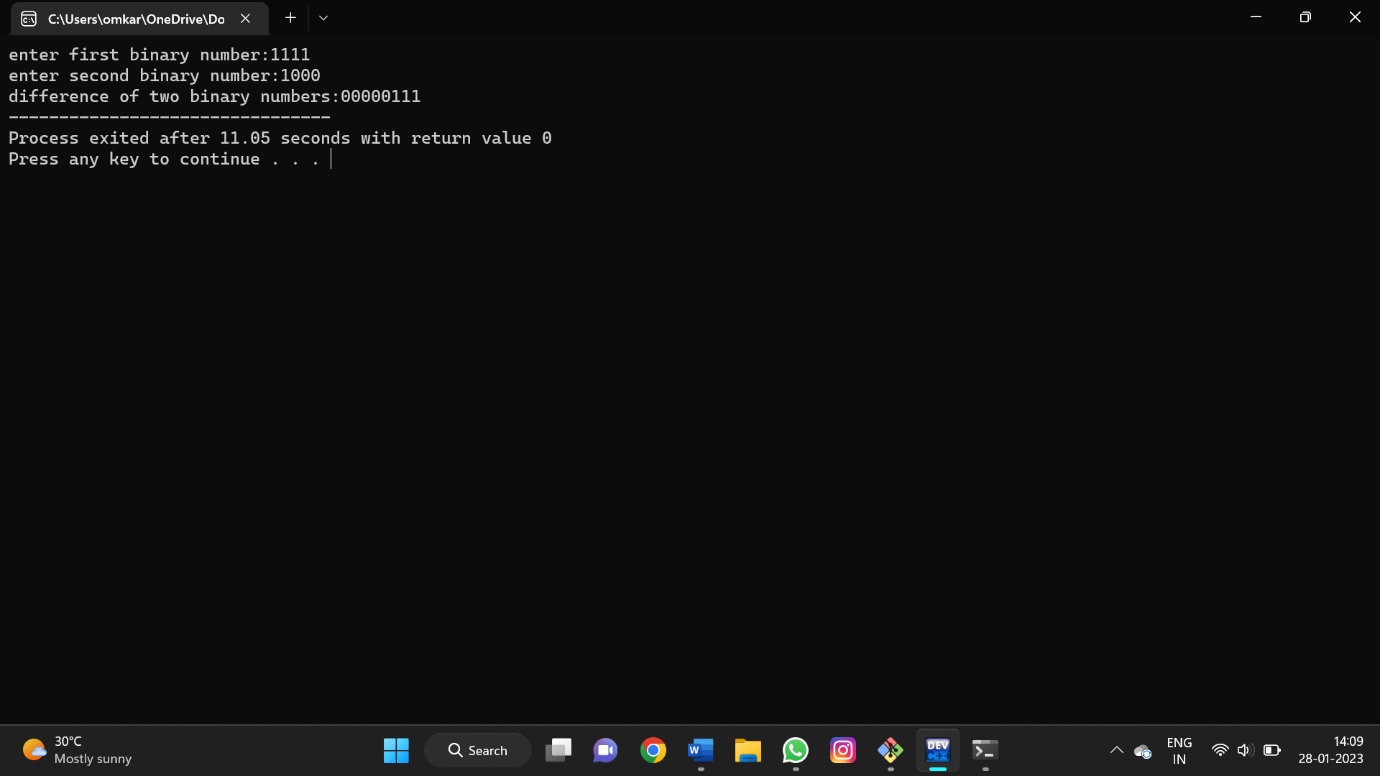 C:\Users\omkar\OneDrive\Do
enter first binary number:1111
enter second binary number:1000
difference of two binary numbers:00000111
--------------------------------
Process exited after 11.05 seconds with return value 0
Press any key to continue . . .
30°C
Mostly sunny
Search
W
DEV
C++
ENG
IN
14:09
28-01-2023